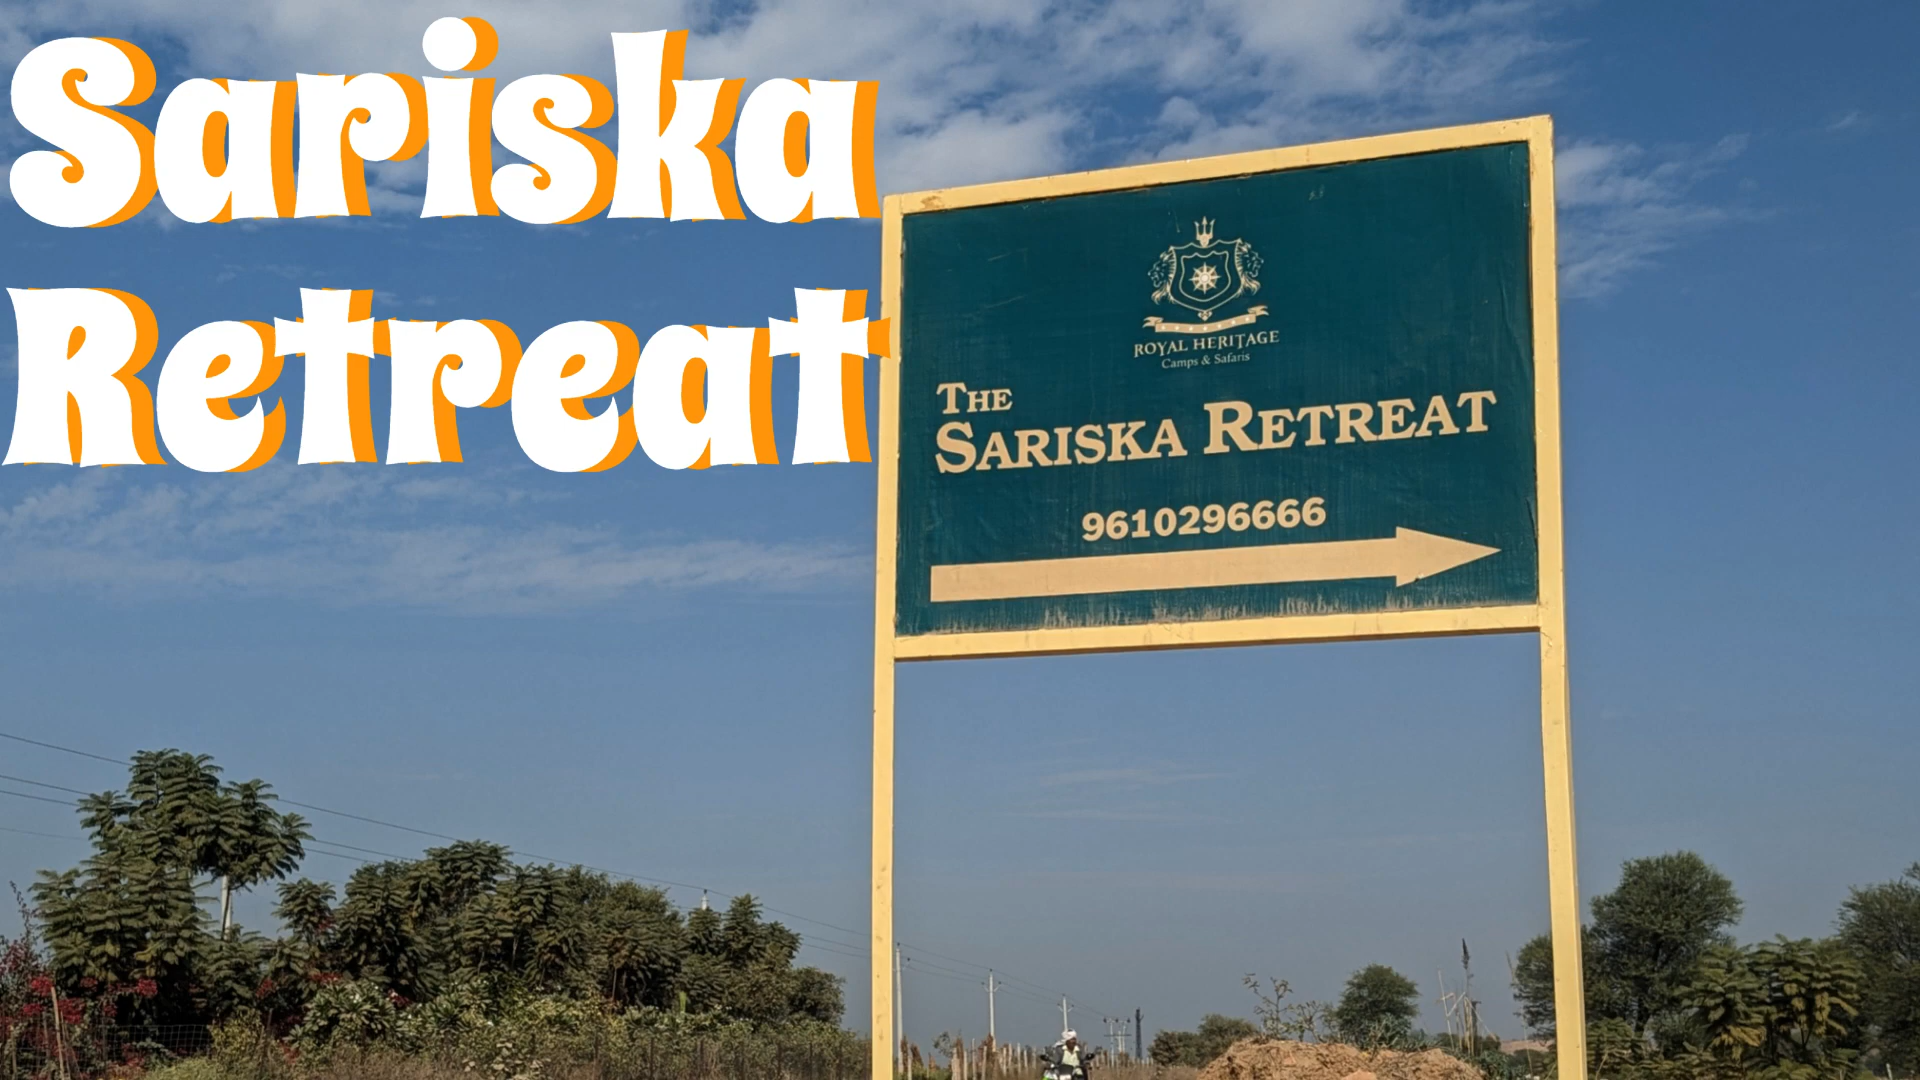 Sariska
Retreat
ROYAL HERITAGE
Camps & Safaris
THE
SARISKA RETREAT
9610296666